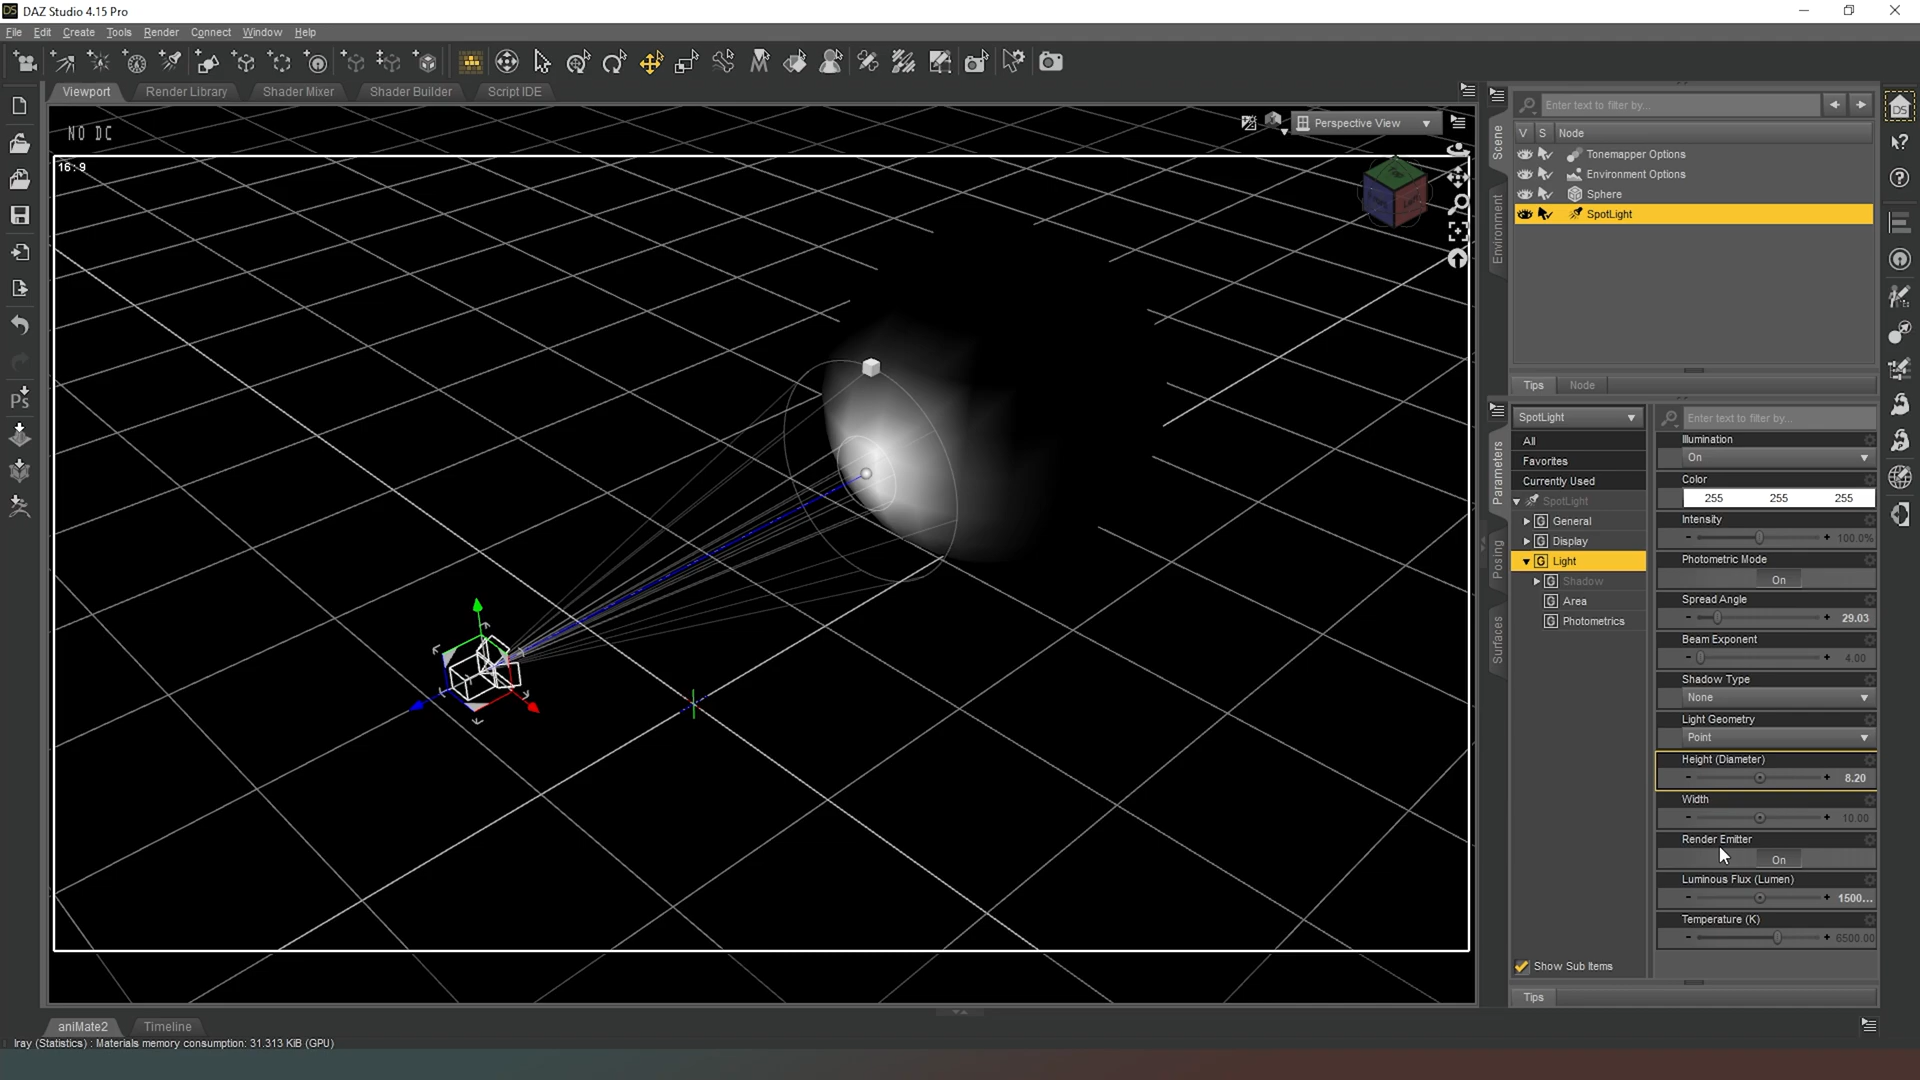 DS DAZ Studio 4.15 Pro
File Edit Create Tools Render Connect Window Help
Viewport Render Library Shader Mixer Shader Builder Script IDE
NO DC
16:9
Perspective View
Left
Ps
Scene
Environment
Enter text to filter by...
V S Node
Tonemapper Options
Environment Options
Sphere
SpotLight
DS
Tips Node
Parameters
Posing
Surfaces
SpotLight
All
Favorites
Currently Used
SpotLight
G General
G Display
G Light
G Shadow
G Area
G Photometrics
Show Sub Items
Enter text to filter by...
Illumination
On
Color
255 255 255
Intensity
- + 100.0%
Photometric Mode
On
Spread Angle
- + 29.03
Beam Exponent
- + 4.00
Shadow Type
None
Light Geometry
Point
Height (Diameter)
- + 8.20
Width
- + 10.00
Render Emitter
On
Luminous Flux (Lumen)
- + 1500...
Temperature (K)
- + 6500.00
Tips
aniMate2 Timeline
Iray (Statistics) : Materials memory consumption: 31.313 KiB (GPU)